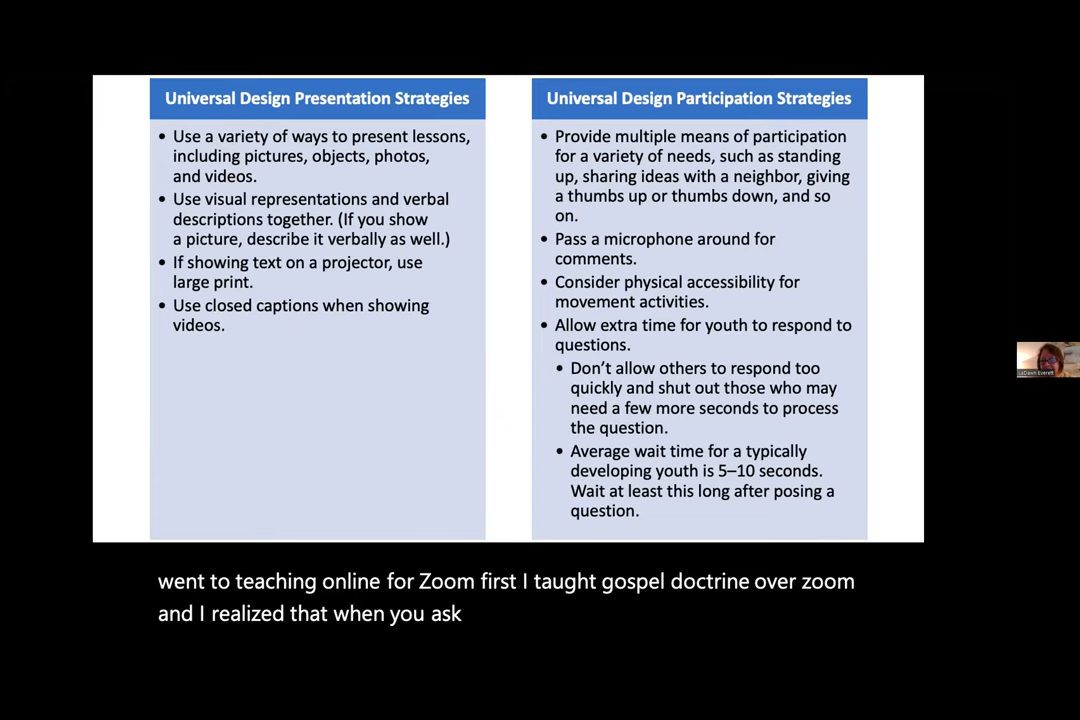 Universal Design Presentation Strategies
• Use a variety of ways to present lessons,
including pictures, objects, photos,
and videos.
• Use visual representations and verbal
descriptions together. (If you show
a picture, describe it verbally as well.)
• If showing text on a projector, use
large print.
• Use closed captions when showing
videos.
Universal Design Participation Strategies
• Provide multiple means of participation
for a variety of needs, such as standing
up, sharing ideas with a neighbor, giving
a thumbs up or thumbs down, and so
on.
• Pass a microphone around for
comments.
• Consider physical accessibility for
movement activities.
• Allow extra time for youth to respond to
questions.
• Don’t allow others to respond too
quickly and shut out those who may
need a few more seconds to process
the question.
• Average wait time for a typically
developing youth is 5–10 seconds.
Wait at least this long after posing a
question.
LaDawn Everett
went to teaching online for Zoom first I taught gospel doctrine over zoom
and I realized that when you ask